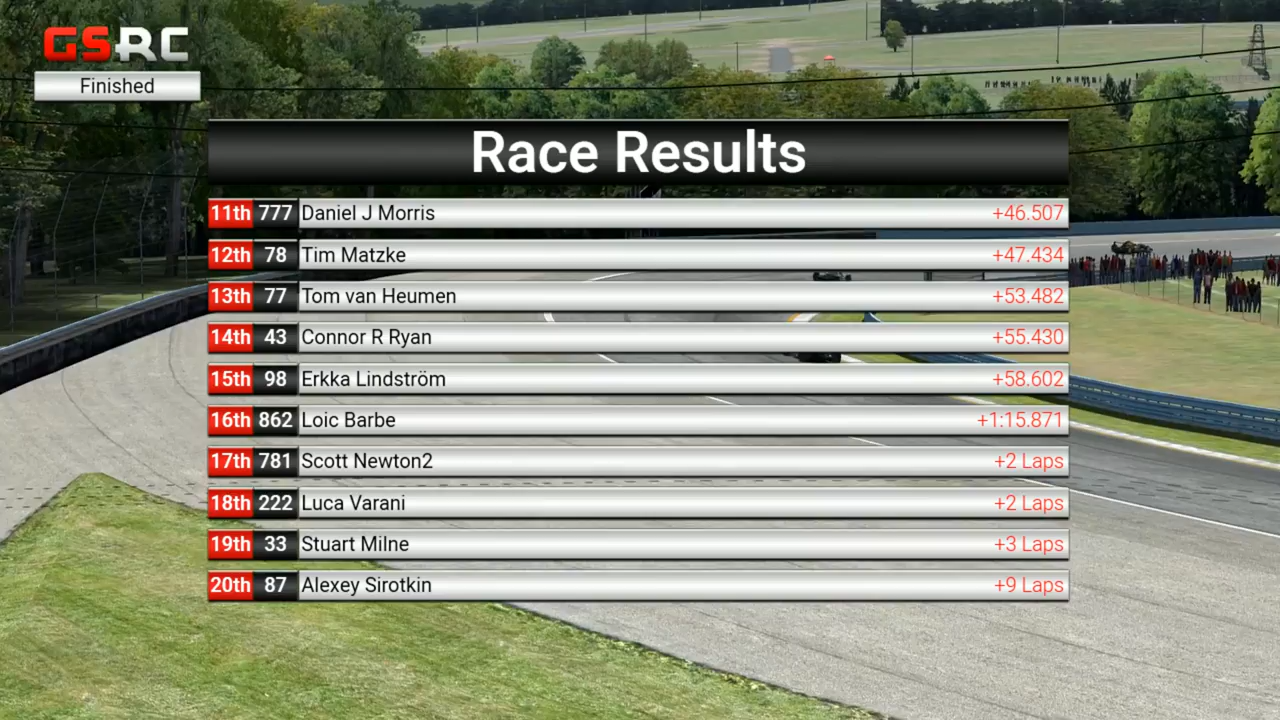 GSRC
Finished
Race Results
11th 777 Daniel J Morris +46.507
12th 78 Tim Matzke +47.434
13th 77 Tom van Heumen +53.482
14th 43 Connor R Ryan +55.430
15th 98 Erkka Lindström +58.602
16th 862 Loic Barbe +1:15.871
17th 781 Scott Newton2 +2 Laps
18th 222 Luca Varani +2 Laps
19th 33 Stuart Milne +3 Laps
20th 87 Alexey Sirotkin +9 Laps